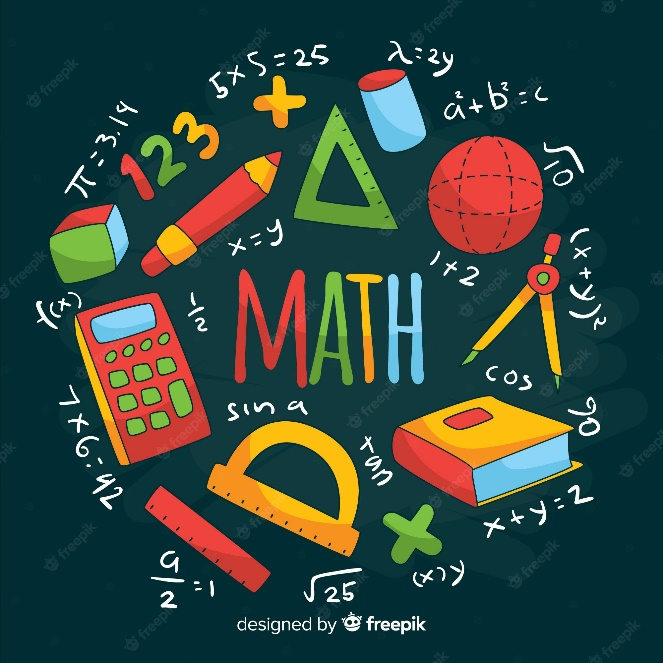 5×5=25
λ=2y
a²+b²=c
π=3.14
123
√10
x=y
1+2
(x+y)²
f(x)
1/2
MATH
cos
sin a
90
7×6=42
tan
x+y=2
a/2=1
√25
(x)y
designed by freepik